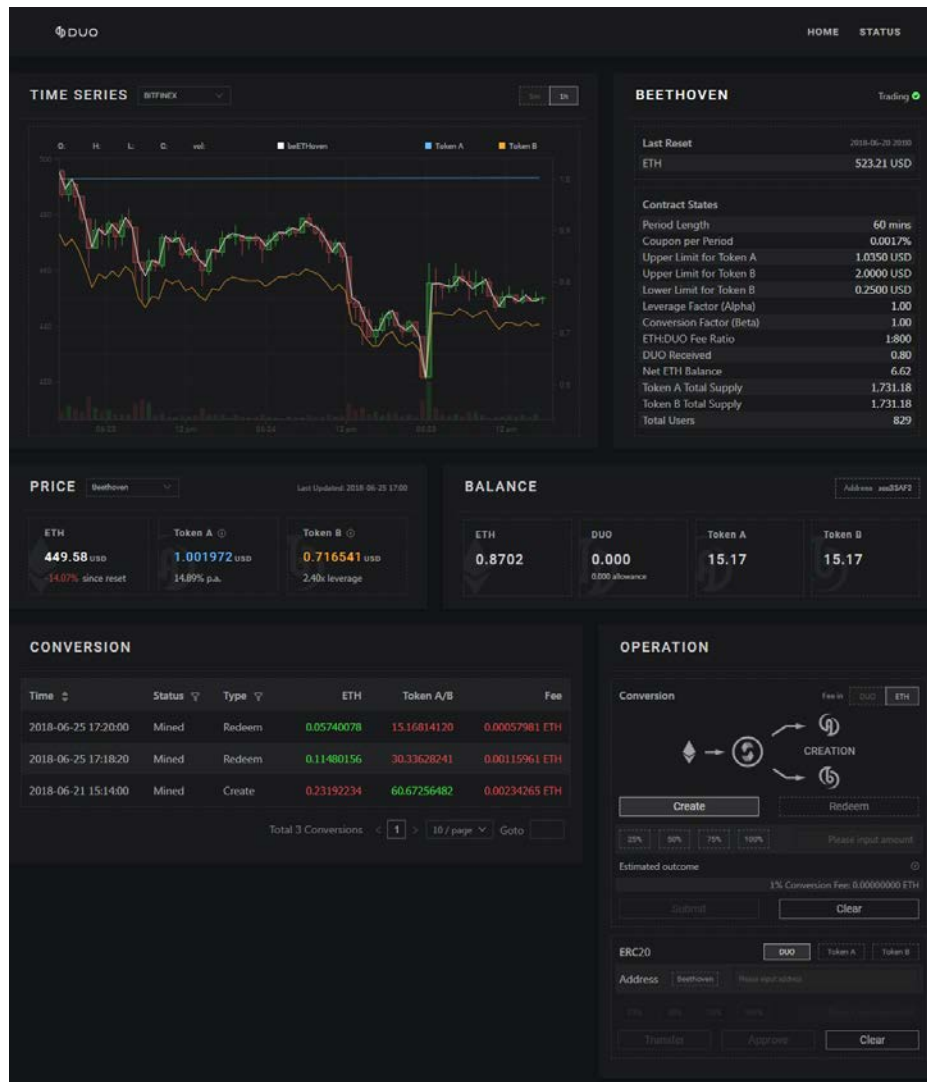 DUO
HOME STATUS
TIME SERIES BITFINEX 1h
O: H: L: C: vol: beETHoven Token A Token B
BEETHOVEN Trading
Last Reset 2018-06-20 20:00
ETH 523.21 USD
Contract States
Period Length 60 mins
Coupon per Period 0.0017%
Upper Limit for Token A 1.0350 USD
Upper Limit for Token B 2.0000 USD
Lower Limit for Token B 0.2500 USD
Leverage Factor (Alpha) 1.00
Conversion Factor (Beta) 1.00
ETH:DUO Fee Ratio 1:800
DUO Received 0.80
Net ETH Balance 6.62
Token A Total Supply 1,731.18
Token B Total Supply 1,731.18
Total Users 829
PRICE Beethoven Last Updated: 2018-06-25 17:00
ETH Token A Token B
449.58 USD 1.001972 USD 0.716541 USD
-14.07% since reset 14.89% p.a. 2.40x leverage
BALANCE Address
ETH DUO Token A Token B
0.8702 0.000 15.17 15.17
0.000 allowance
CONVERSION
Time Status Type ETH Token A/B Fee
2018-06-25 17:20:00 Mined Redeem 0.05740078 15.16814120 0.00057981 ETH
2018-06-25 17:18:20 Mined Redeem 0.11480156 30.33628241 0.00115961 ETH
2018-06-21 15:14:00 Mined Create 0.23192234 60.67256482 0.00234265 ETH
Total 3 Conversions < 1 > 10 / page Goto
OPERATION
Conversion Fee in DUO ETH
CREATION
Create Redeem
25% 50% 75% 100% Please input amount
Estimated outcome
1% Conversion Fee: 0.00000000 ETH
Submit Clear
ERC20 DUO Token A Token B
Address Beethoven Please input address
Transfer Approve Clear